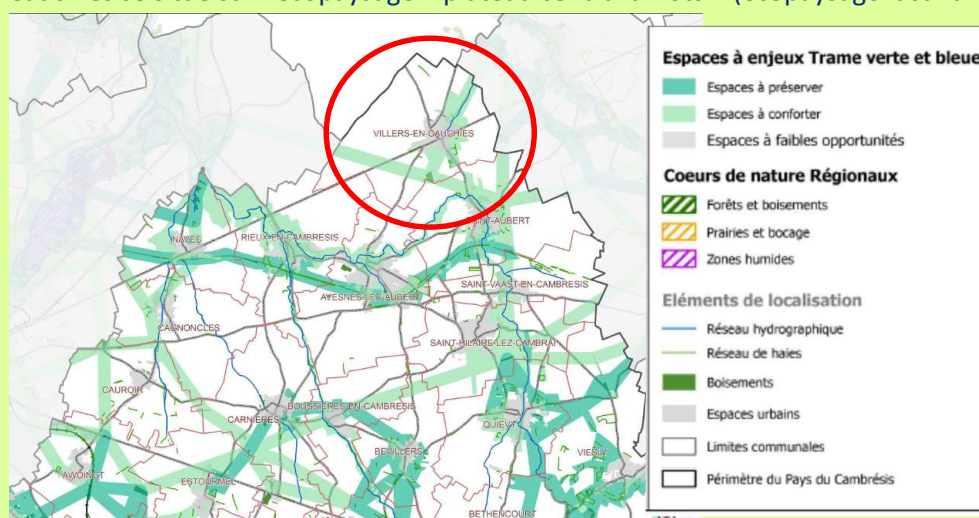 VILLERS-EN-CAUCHIES
SAINT-AUBERT
NAVES
RIEUX-EN-CAMBRESIS
AVESNES-LES-AUBERT
SAINT-VAAST-EN-CAMBRESIS
CAGNONCLES
SAINT-HILAIRE-LEZ-CAMBRAI
CAUROIR
BOUSSIERES-EN-CAMBRESIS
CARNIERES
QUIEVY
BEVILLERS
VIESLY
AWOINGT
ESTOURMEL
BETHENCOURT
Espaces à enjeux Trame verte et bleue
Espaces à préserver
Espaces à conforter
Espaces à faibles opportunités
Coeurs de nature Régionaux
Forêts et boisements
Prairies et bocage
Zones humides
Eléments de localisation
Réseau hydrographique
Réseau de haies
Boisements
Espaces urbains
Limites communales
Périmètre du Pays du Cambrésis